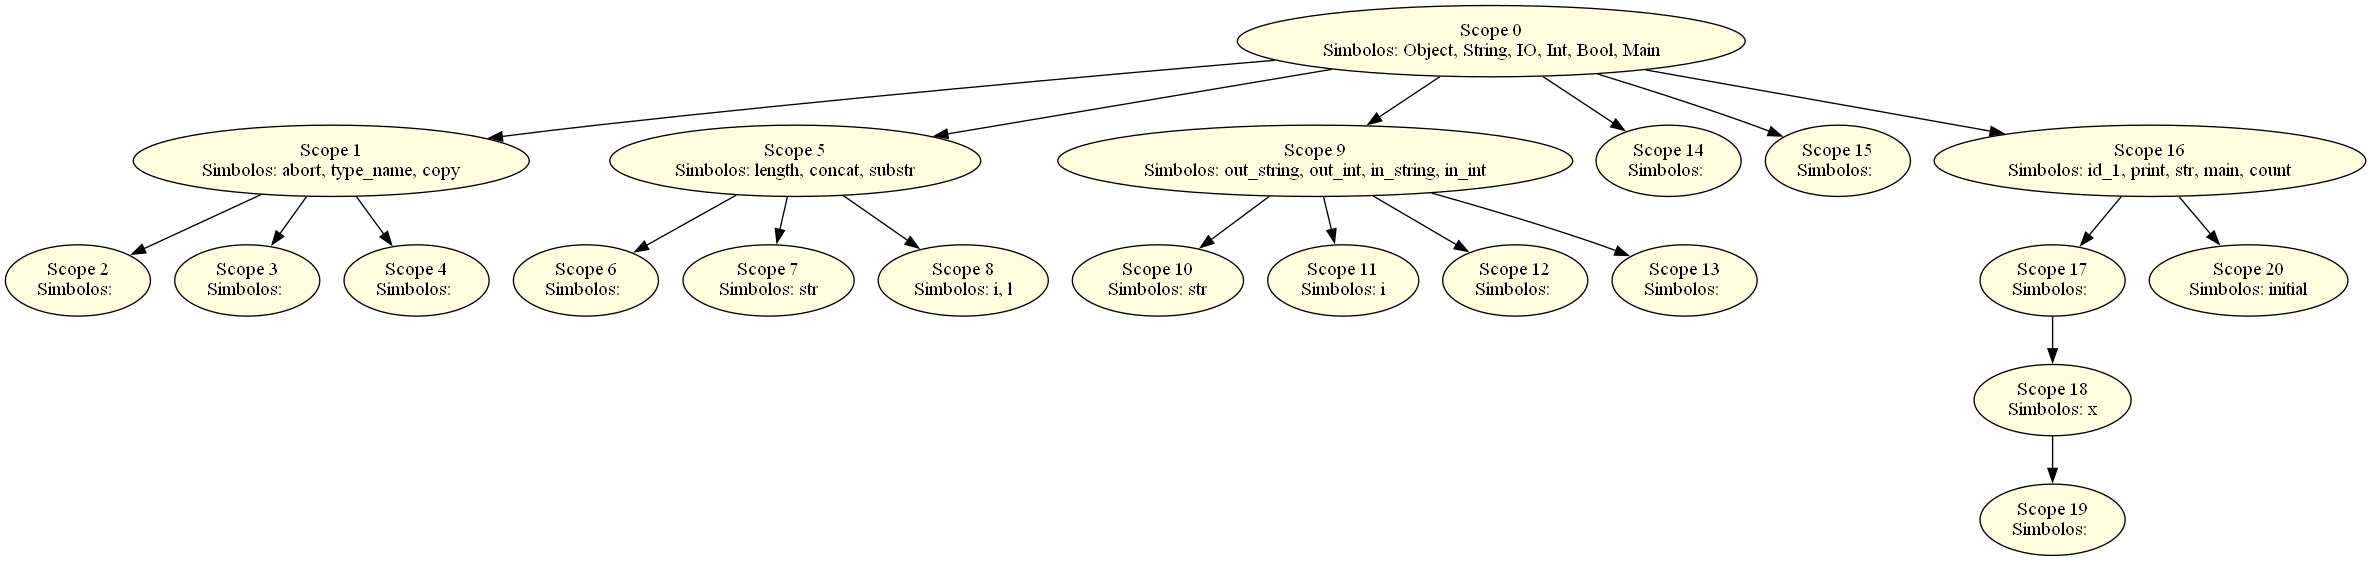 Scope 0
Simbolos: Object, String, IO, Int, Bool, Main
Scope 1
Simbolos: abort, type_name, copy
Scope 5
Simbolos: length, concat, substr
Scope 9
Simbolos: out_string, out_int, in_string, in_int
Scope 14
Simbolos:
Scope 15
Simbolos:
Scope 16
Simbolos: id_1, print, str, main, count
Scope 2
Simbolos:
Scope 3
Simbolos:
Scope 4
Simbolos:
Scope 6
Simbolos:
Scope 7
Simbolos: str
Scope 8
Simbolos: i, l
Scope 10
Simbolos: str
Scope 11
Simbolos: i
Scope 12
Simbolos:
Scope 13
Simbolos:
Scope 17
Simbolos:
Scope 20
Simbolos: initial
Scope 18
Simbolos: x
Scope 19
Simbolos: